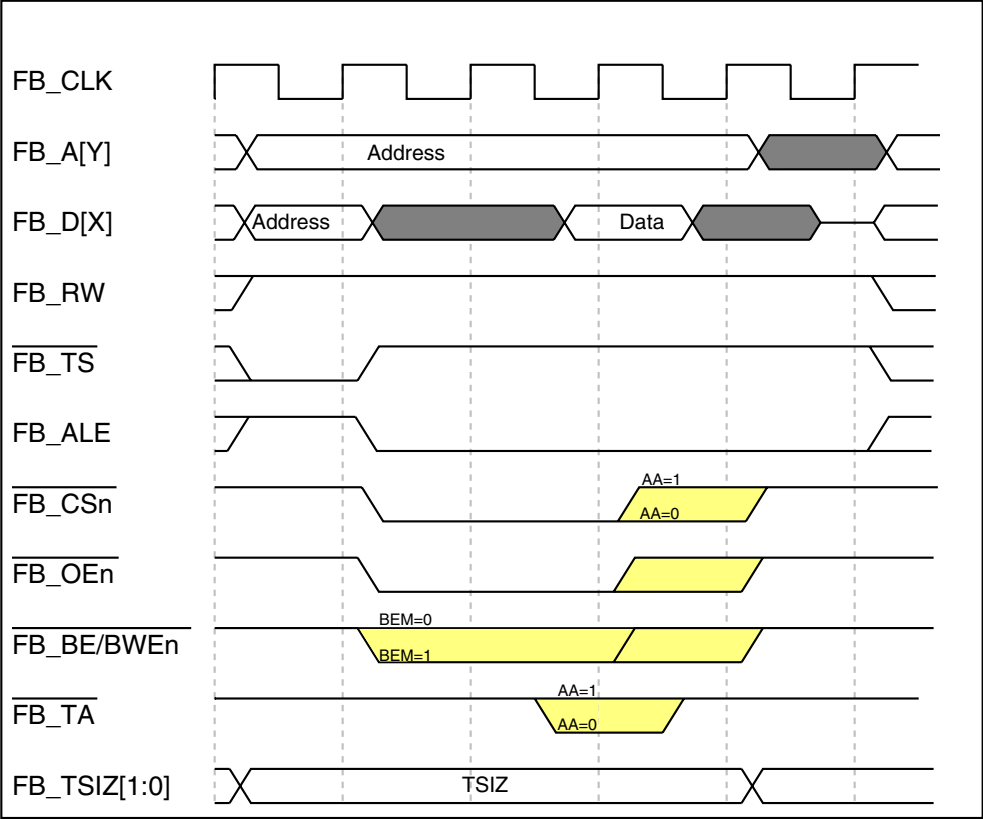 FB_CLK
FB_A[Y] Address
FB_D[X] Address Data
FB_RW
FB_TS
FB_ALE
AA=1
FB_CSn AA=0
FB_OEn
BEM=0
FB_BE/BWEn BEM=1
AA=1
FB_TA AA=0
FB_TSIZ[1:0] TSIZ